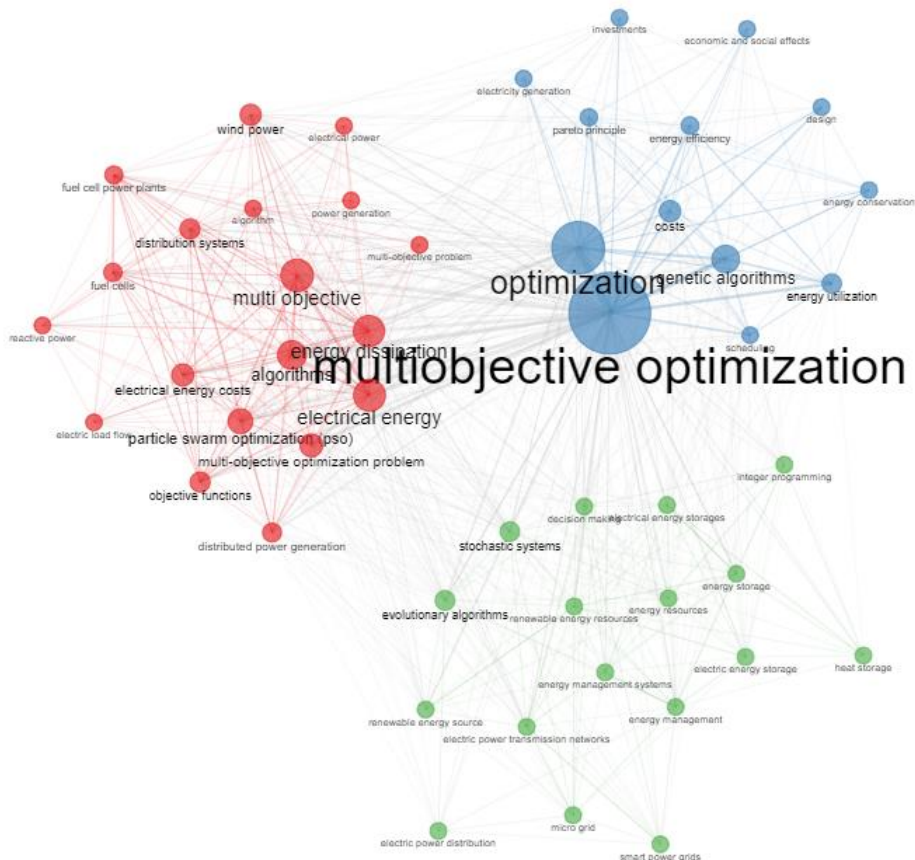 investments
economic and social effects
electricity generation
design
wind power
electrical power
pareto principle
energy efficiency
fuel cell power plants
energy conservation
algorithm
power generation
costs
distribution systems
multi-objective problem
optimization
genetic algorithms
fuel cells
multi objective
energy utilization
reactive power
energy dissipation
scheduling
algorithms
multiobjective optimization
electrical energy costs
electrical energy
electric load flow
particle swarm optimization (pso)
multi-objective optimization problem
integer programming
objective functions
decision making
electrical energy storages
distributed power generation
stochastic systems
energy storage
evolutionary algorithms
renewable energy resources
energy resources
electric energy storage
heat storage
energy management systems
renewable energy source
energy management
electric power transmission networks
micro grid
electric power distribution
smart power grids